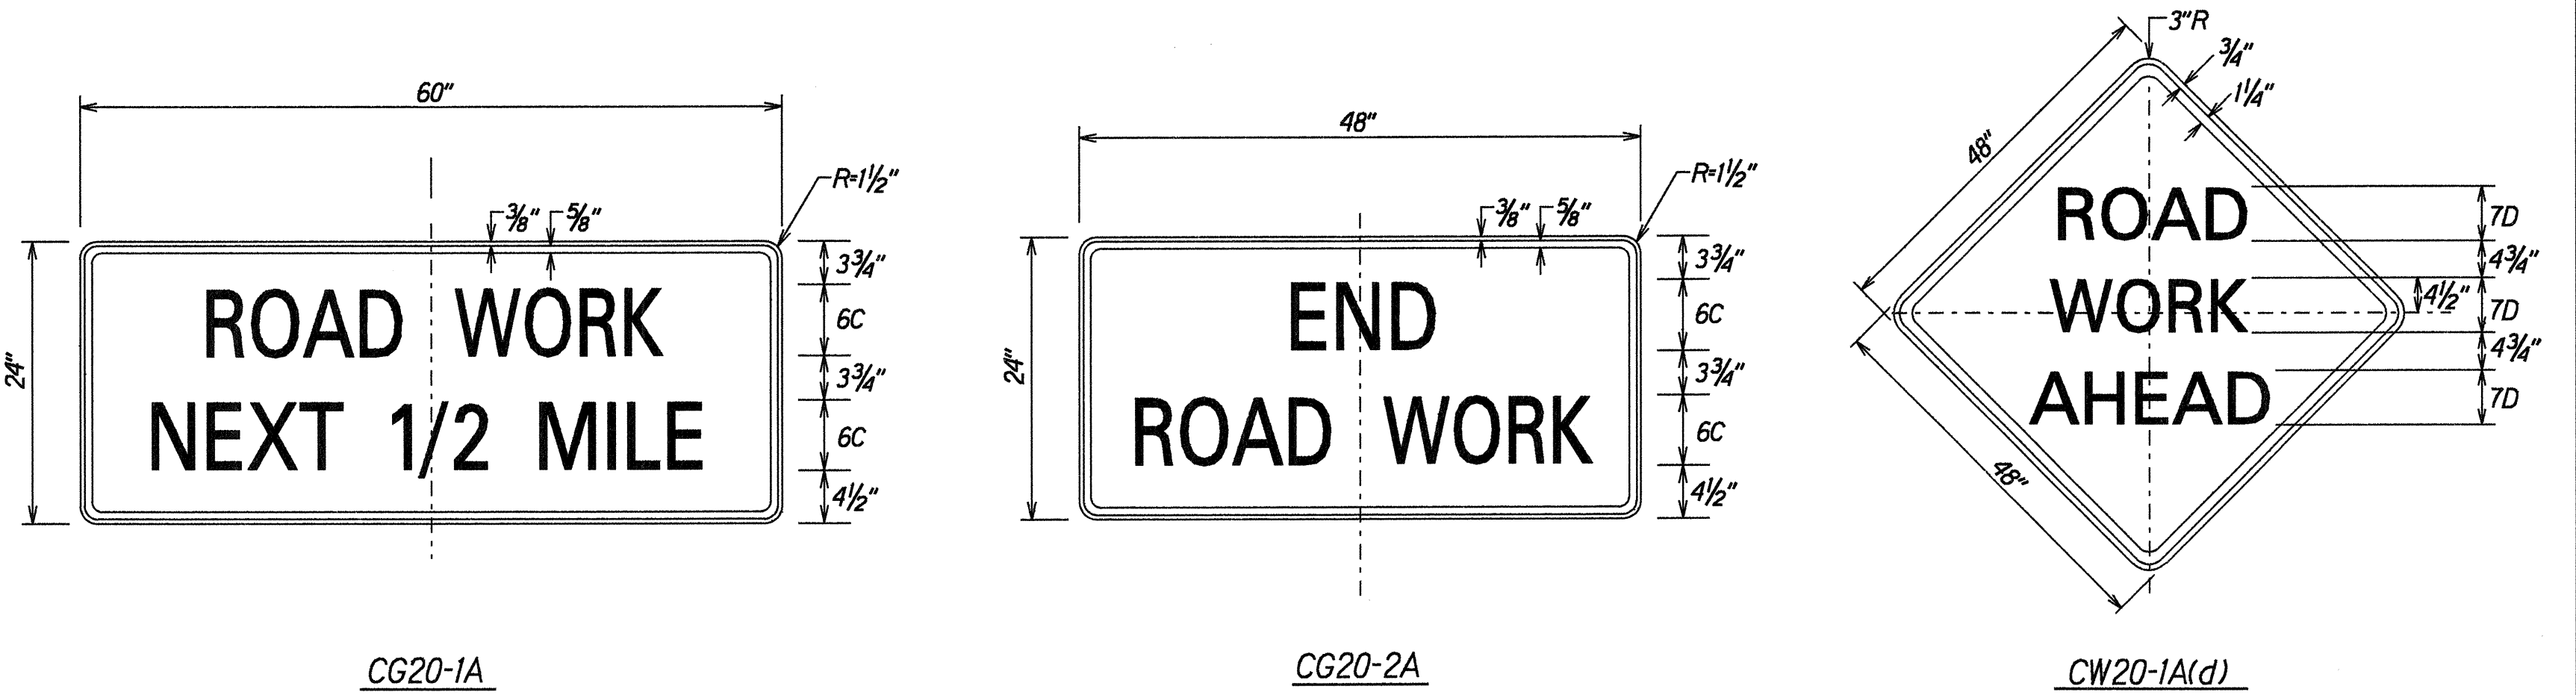 60"
R=1½"
⅜" ⅝"
24"
ROAD WORK
NEXT 1/2 MILE
3¾"
6C
3¾"
6C
4½"
CG20-1A
48"
R=1½"
⅜" ⅝"
24"
END
ROAD WORK
3¾"
6C
3¾"
6C
4½"
CG20-2A
3"R
¾"
1¼"
48"
48"
ROAD
WORK
AHEAD
7D
4¾"
4½"
7D
4¾"
7D
CW20-1A(d)